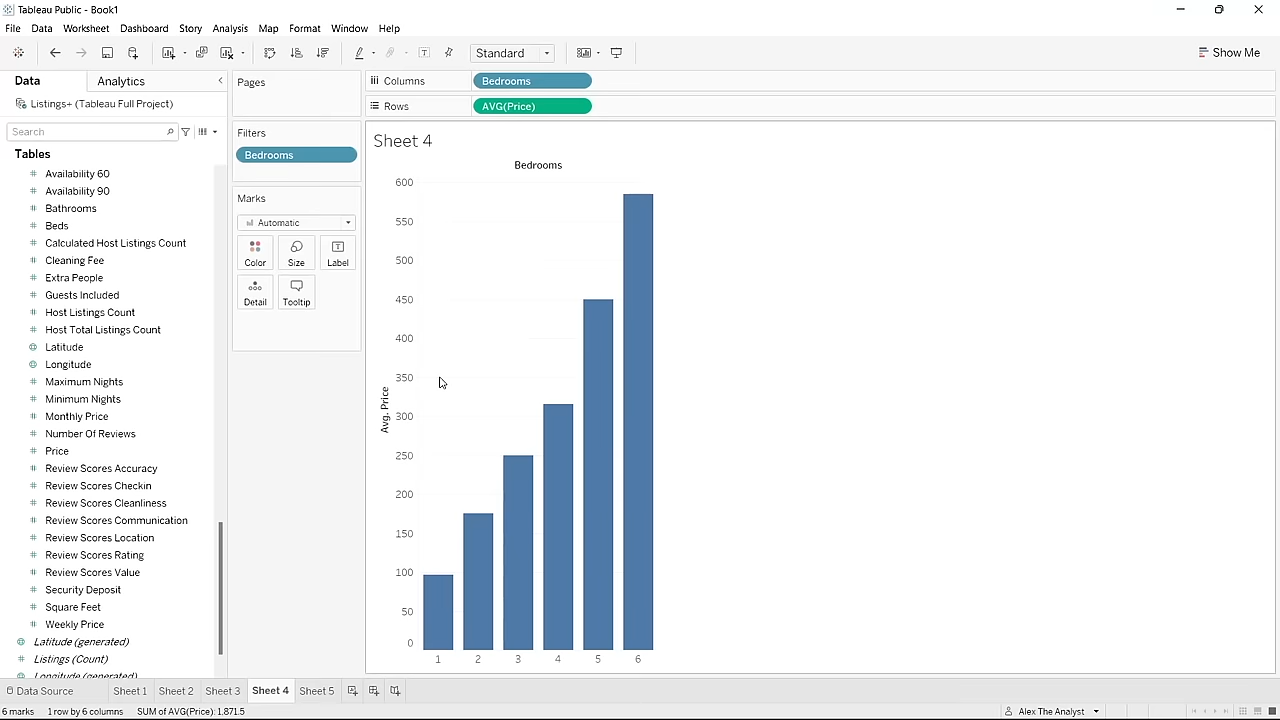 Tableau Public - Book1
File Data Worksheet Dashboard Story Analysis Map Format Window Help
Standard
Show Me
Data Analytics
Pages
Columns Bedrooms
Listings+ (Tableau Full Project)
Rows AVG(Price)
Search
Filters
Bedrooms
Tables
Availability 60
Availability 90
Bathrooms
Beds
Calculated Host Listings Count
Cleaning Fee
Extra People
Guests Included
Host Listings Count
Host Total Listings Count
Latitude
Longitude
Maximum Nights
Minimum Nights
Monthly Price
Number Of Reviews
Price
Review Scores Accuracy
Review Scores Checkin
Review Scores Cleanliness
Review Scores Communication
Review Scores Location
Review Scores Rating
Review Scores Value
Security Deposit
Square Feet
Weekly Price
Latitude (generated)
Listings (Count)
Longitude (generated)
Marks
Automatic
Color Size Label
Detail Tooltip
Sheet 4
Bedrooms
600
550
500
450
400
350
300
250
200
150
100
50
0
Avg. Price
1 2 3 4 5 6
Data Source Sheet 1 Sheet 2 Sheet 3 Sheet 4 Sheet 5
6 marks 1 row by 6 columns SUM of AVG(Price): 1,871.5 Alex The Analyst